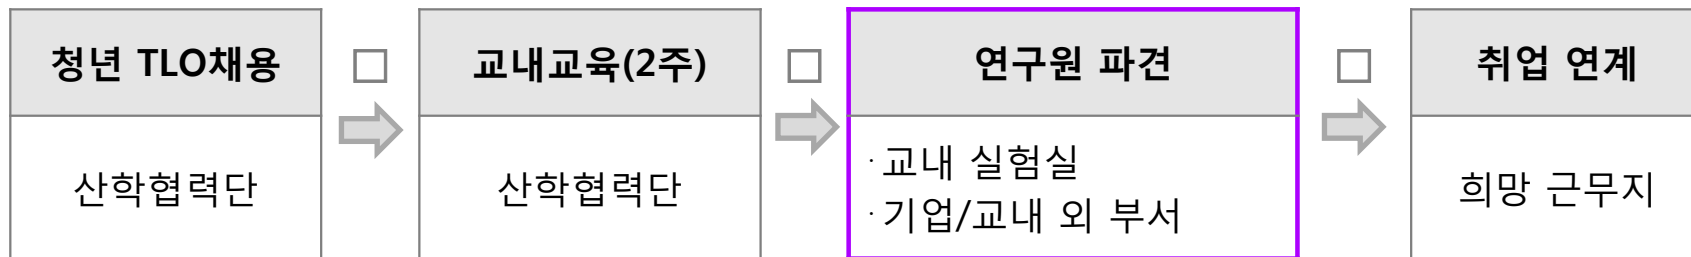 청년 TLO채용
산학협력단
교내교육(2주)
산학협력단
연구원 파견
·교내 실험실
·기업/교내 외 부서
취업 연계
희망 근무지